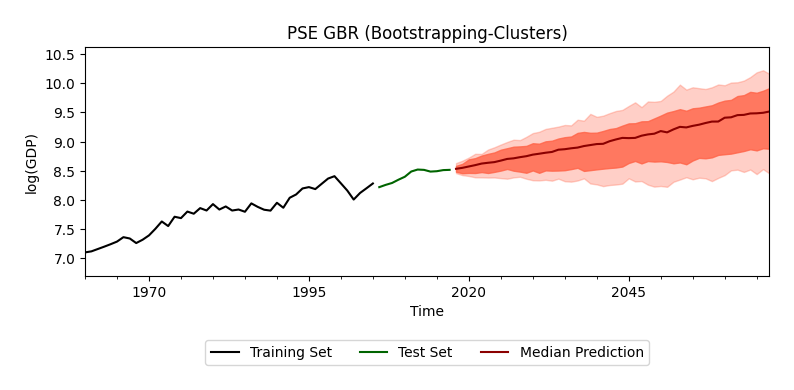 PSE GBR (Bootstrapping-Clusters)
10.5
10.0
9.5
9.0
8.5
8.0
7.5
7.0
log(GDP)
1970 1995 2020 2045
Time
Training Set Test Set Median Prediction